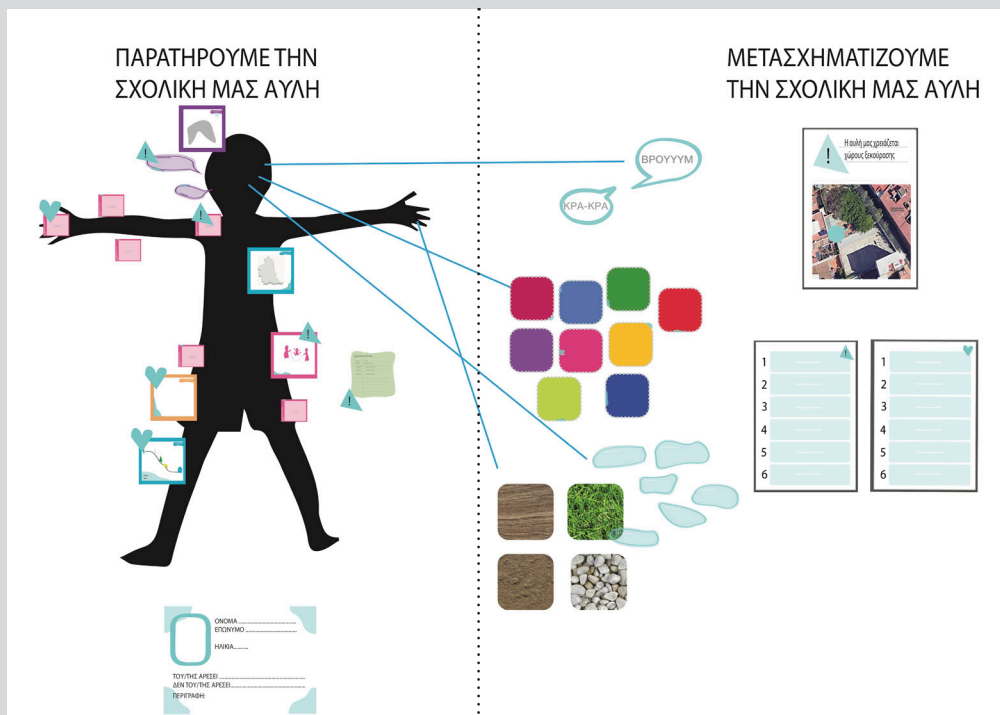 ΠΑΡΑΤΗΡΟΥΜΕ ΤΗΝ
ΣΧΟΛΙΚΗ ΜΑΣ ΑΥΛΗ
ΜΕΤΑΣΧΗΜΑΤΙΖΟΥΜΕ
ΤΗΝ ΣΧΟΛΙΚΗ ΜΑΣ ΑΥΛΗ
!
!
!
!
ΒΡΟΥΥΥΜ
ΚΡΑ-ΚΡΑ
!
Η αυλή μας χρειάζεται
χώρους ξεκούρασης
!
1
2
3
4
5
6
1
2
3
4
5
6
ΟΝΟΜΑ
ΕΠΩΝΥΜΟ
ΗΛΙΚΙΑ
ΤΟΥ/ΤΗΣ ΑΡΕΣΕΙ
ΔΕΝ ΤΟΥ/ΤΗΣ ΑΡΕΣΕΙ
ΠΕΡΙΓΡΑΦΗ: